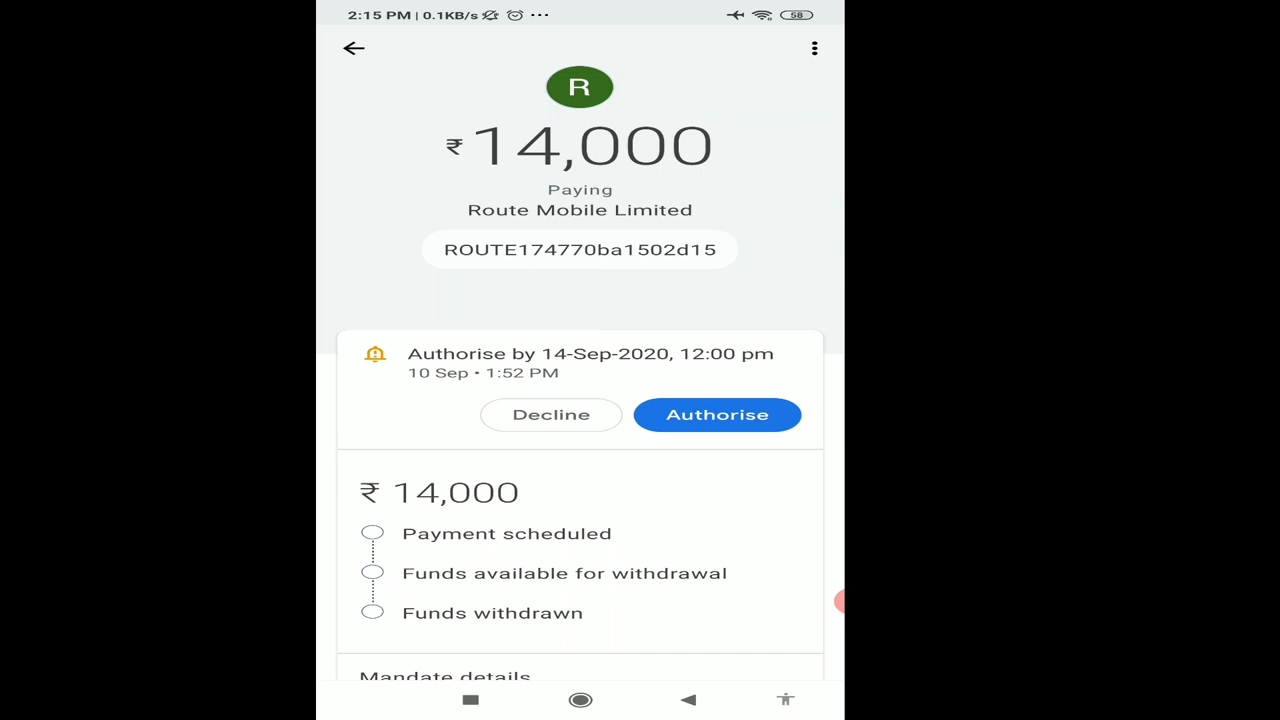 2:15 PM | 0.1KB/s ...
58
R
₹ 14,000
Paying
Route Mobile Limited
ROUTE174770ba1502d15
Authorise by 14-Sep-2020, 12:00 pm
10 Sep • 1:52 PM
Decline Authorise
₹ 14,000
Payment scheduled
Funds available for withdrawal
Funds withdrawn
Mandate details